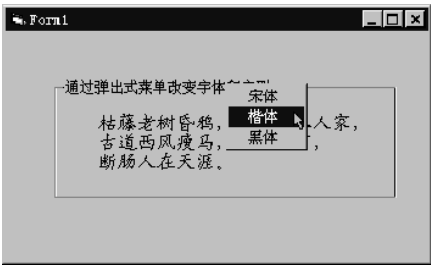 Form1
通过弹出式菜单改变字体
宋体
楷体
黑体
枯藤老树昏鸦， 人家，
古道西风瘦马， ，
断肠人在天涯。